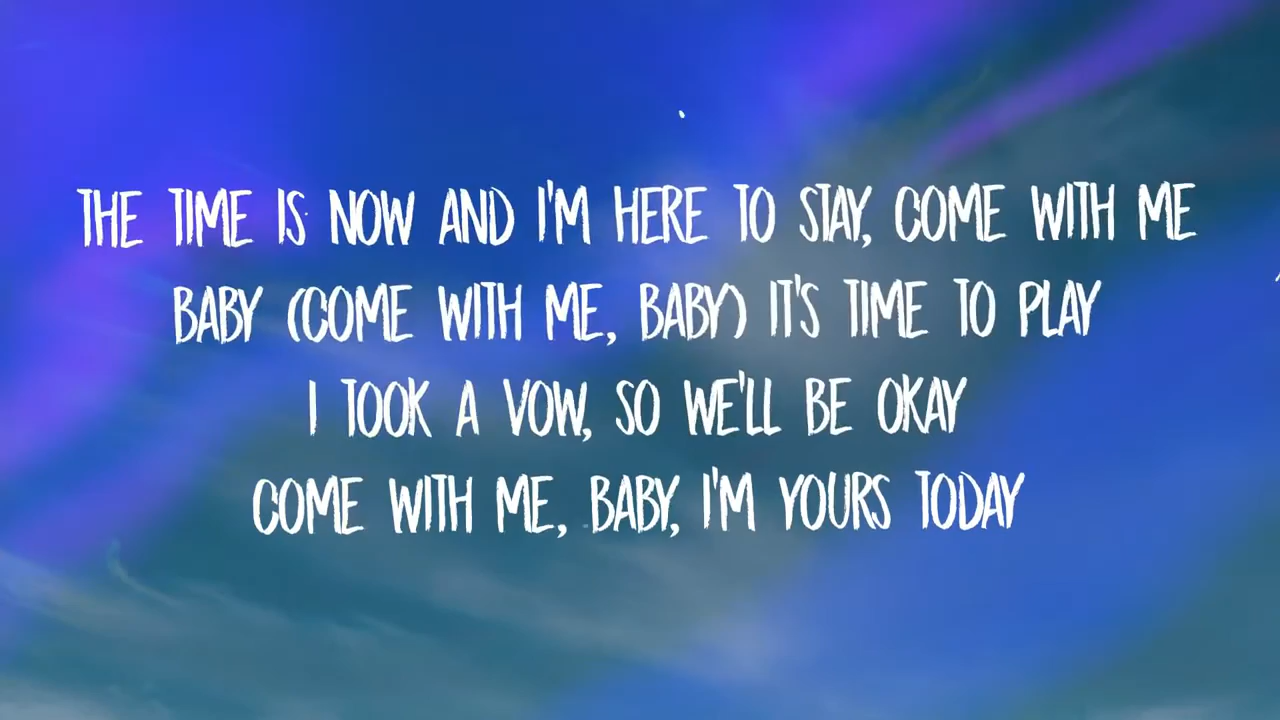 THE TIME IS NOW AND I'M HERE TO STAY, COME WITH ME
BABY (COME WITH ME, BABY) IT'S TIME TO PLAY
I TOOK A VOW, SO WE'LL BE OKAY
COME WITH ME, BABY, I'M YOURS TODAY